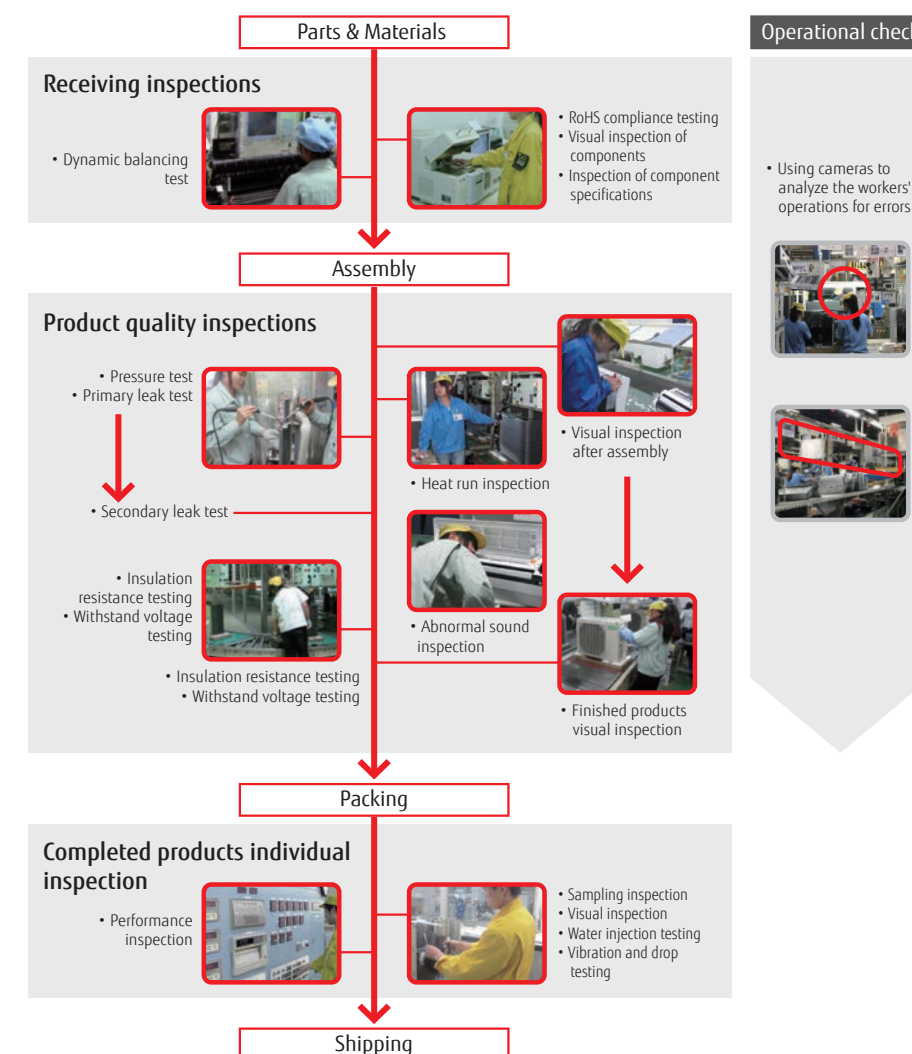 Parts & Materials
Operational check
Receiving inspections
• Dynamic balancing
test
• RoHS compliance testing
• Visual inspection of
components
• Inspection of component
specifications
• Using cameras to
analyze the workers'
operations for errors
Assembly
Product quality inspections
• Pressure test
• Primary leak test
• Secondary leak test
• Heat run inspection
• Visual inspection
after assembly
• Insulation
resistance testing
• Withstand voltage
testing
• Insulation resistance testing
• Withstand voltage testing
• Abnormal sound
inspection
• Finished products
visual inspection
Packing
Completed products individual
inspection
• Performance
inspection
• Sampling inspection
• Visual inspection
• Water injection testing
• Vibration and drop
testing
Shipping